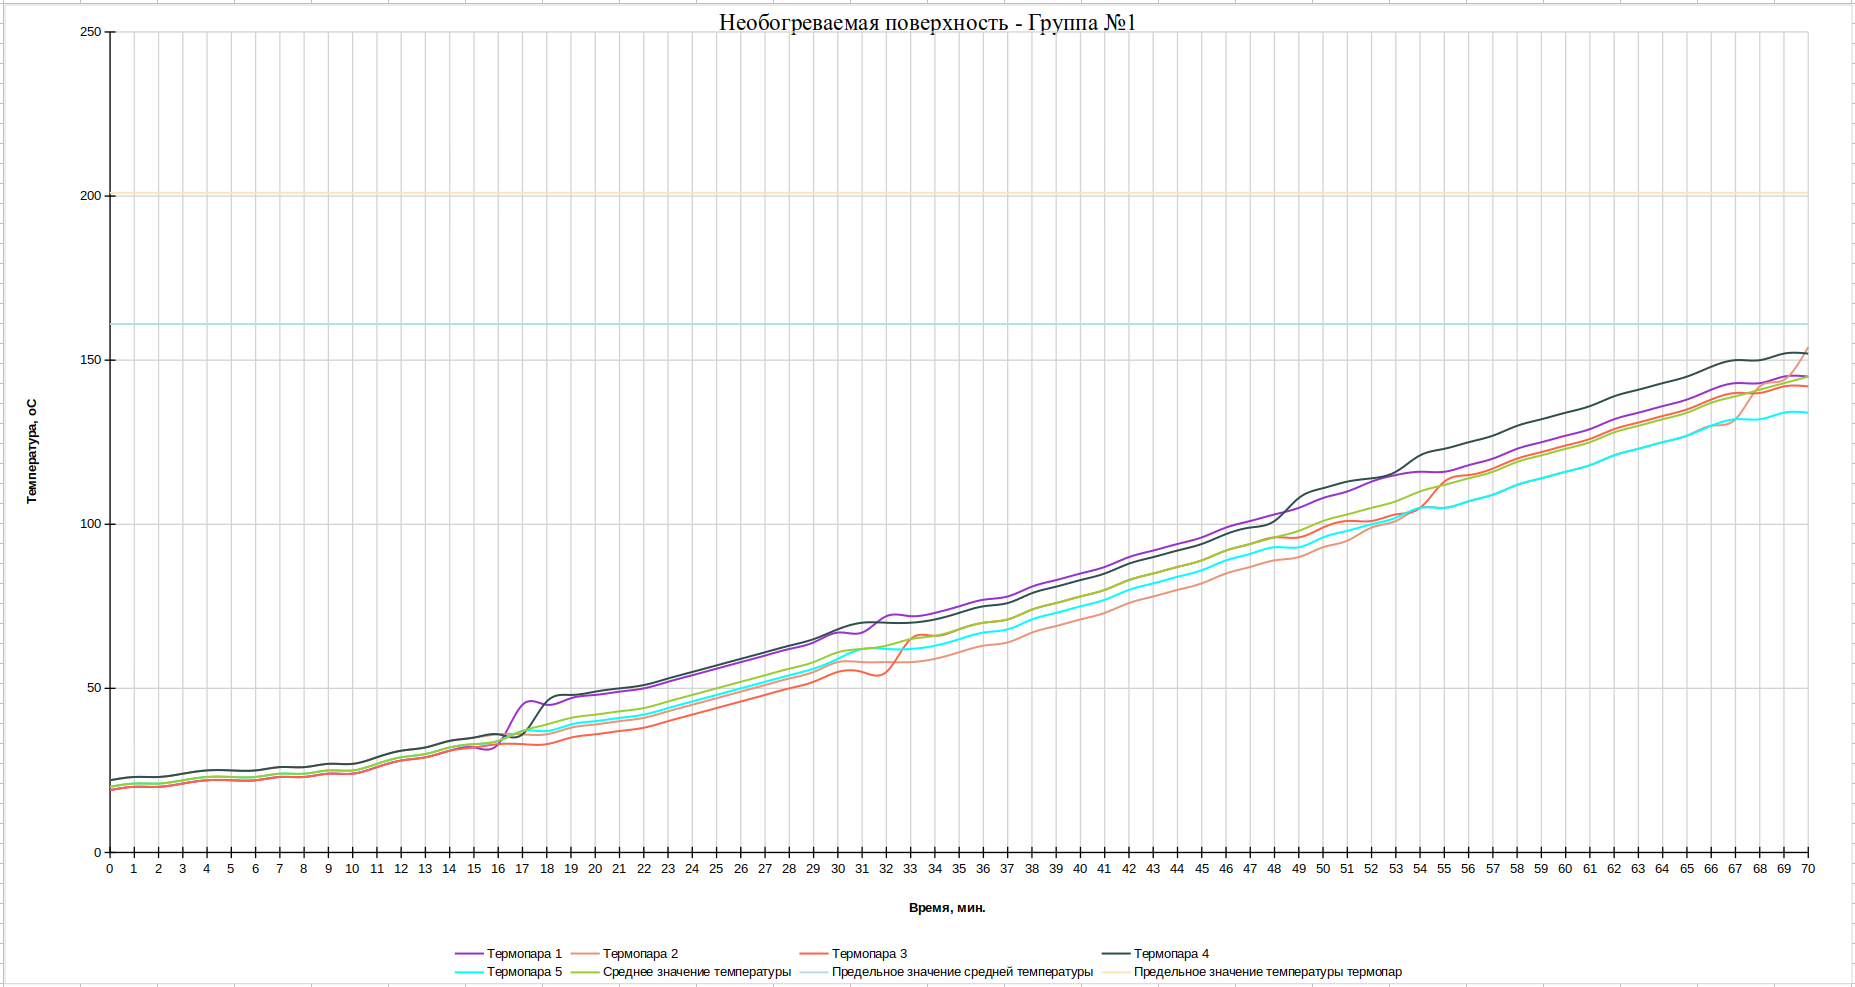 Необогреваемая поверхность - Группа №1
250
200
150
100
50
0
Температура, оС
0 1 2 3 4 5 6 7 8 9 10 11 12 13 14 15 16 17 18 19 20 21 22 23 24 25 26 27 28 29 30 31 32 33 34 35 36 37 38 39 40 41 42 43 44 45 46 47 48 49 50 51 52 53 54 55 56 57 58 59 60 61 62 63 64 65 66 67 68 69 70
Время, мин.
Термопара 1 Термопара 2 Термопара 3 Термопара 4
Термопара 5 Среднее значение температуры Предельное значение средней температуры Предельное значение температуры термопар